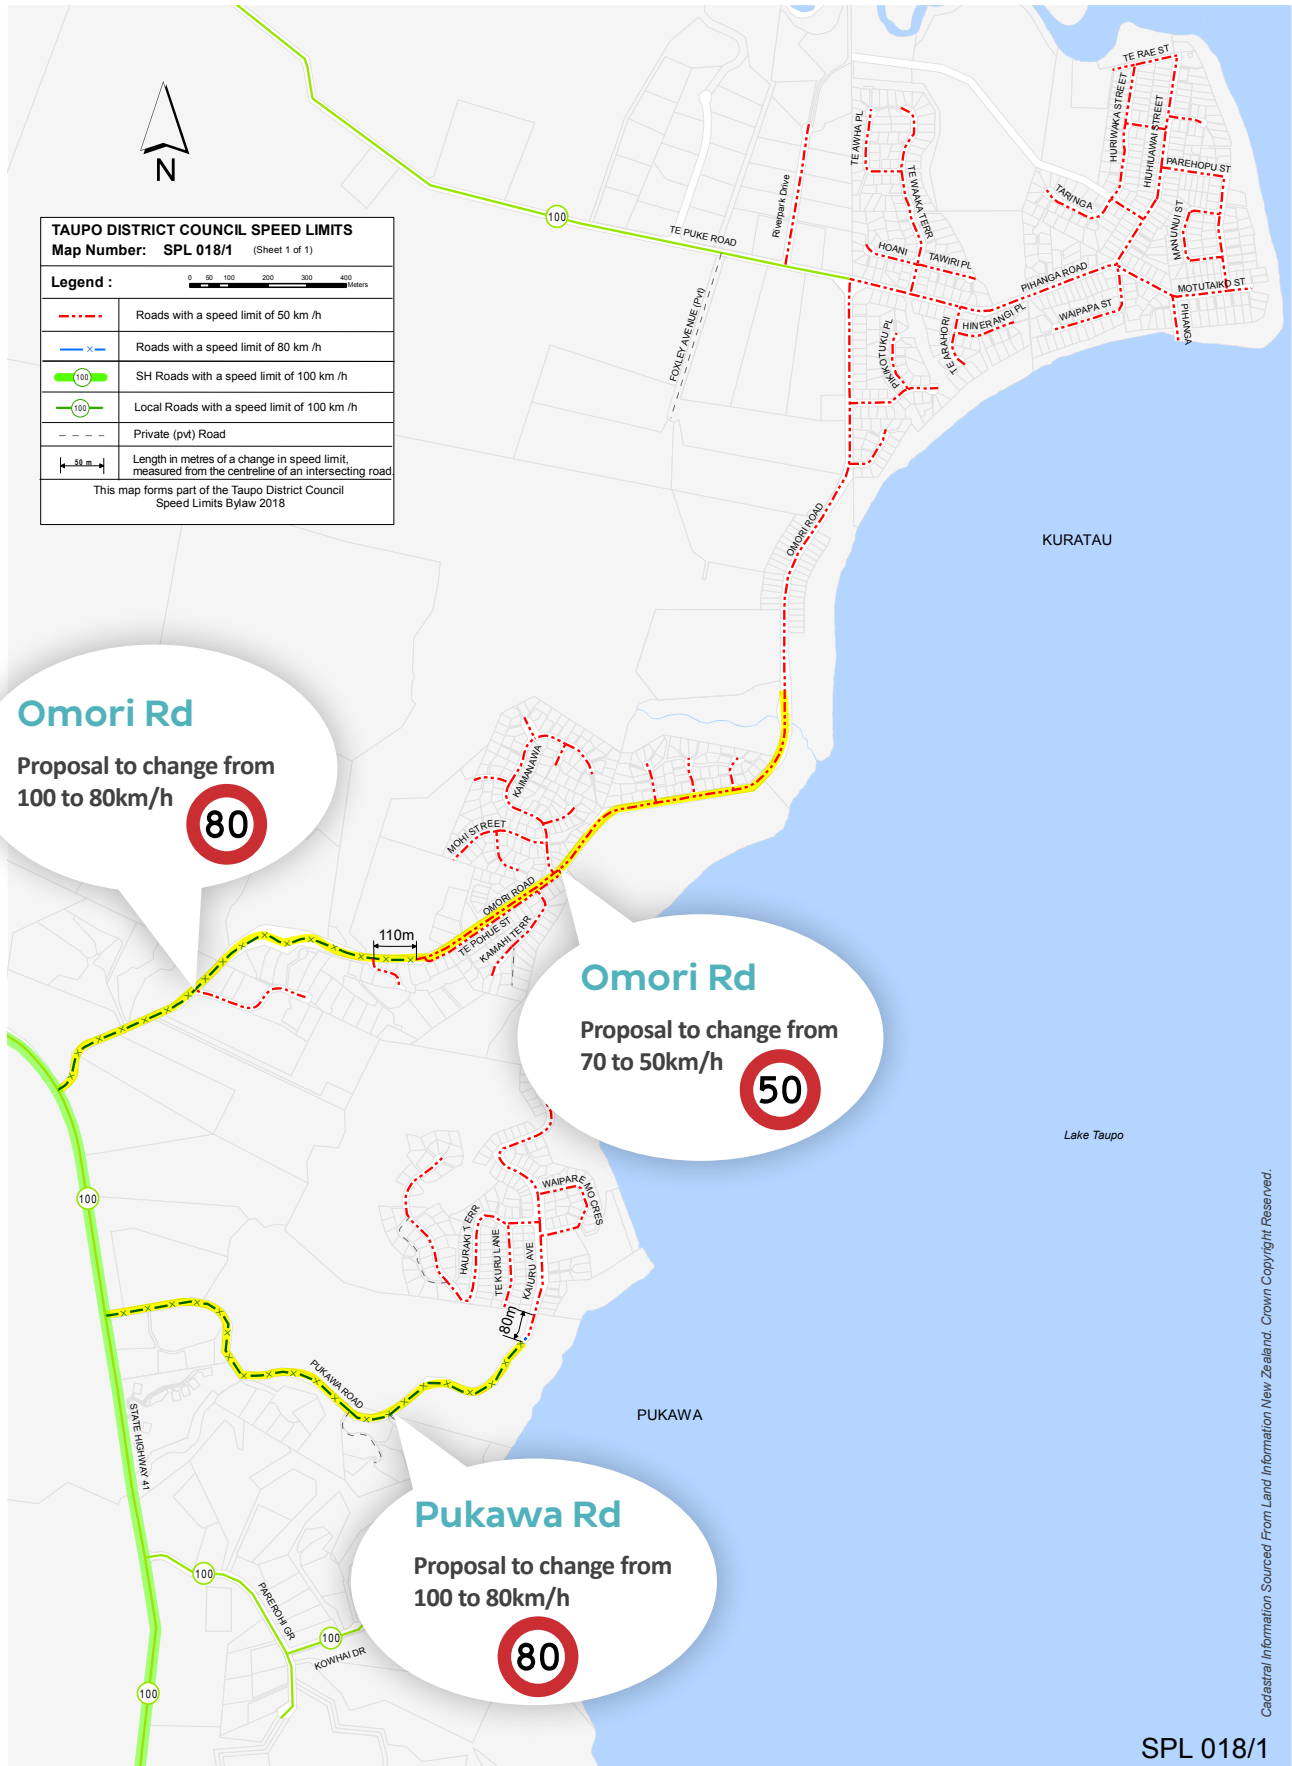 N
TAUPO DISTRICT COUNCIL SPEED LIMITS
Map Number: SPL 018/1 (Sheet 1 of 1)
Legend :
0 50 100 200 300 400
Meters
Roads with a speed limit of 50 km /h
Roads with a speed limit of 80 km /h
100
SH Roads with a speed limit of 100 km /h
100
Local Roads with a speed limit of 100 km /h
Private (pvt) Road
50 m
Length in metres of a change in speed limit,
measured from the centreline of an intersecting road.
This map forms part of the Taupo District Council
Speed Limits Bylaw 2018
TE RAE ST
HURIWAKA STREET
HIUHIUAWAI STREET
PAREHOPU ST
TARINGA
MANUNUI ST
MOTUTAIKO ST
PIHANGA
PIHANGA ROAD
WAIPAPA ST
HINERANGI PL
TE ARAHORI
TE AWHA PL
TE WAAKA TERR
HOANI
TAWIRI PL
Riverpark Drive
100
TE PUKE ROAD
FOXLEY AVENUE (Pvt)
PIKIKOTUKU PL
OMORI ROAD
KURATAU
Omori Rd
Proposal to change from
100 to 80km/h
80
KAIMANAWA
MOHI STREET
OMORI ROAD
TE POHUE ST
KAMAHI TERR
110m
Omori Rd
Proposal to change from
70 to 50km/h
50
Lake Taupo
100
WAIPARE MO CRES
HAURAKI TERR
TE KURU LANE
KAIURU AVE
80m
PUKAWA ROAD
PUKAWA
STATE HIGHWAY 41
Pukawa Rd
Proposal to change from
100 to 80km/h
80
100
PAREROHI GR
100
KOWHAI DR
100
Cadastral Information Sourced From Land Information New Zealand. Crown Copyright Reserved.
SPL 018/1